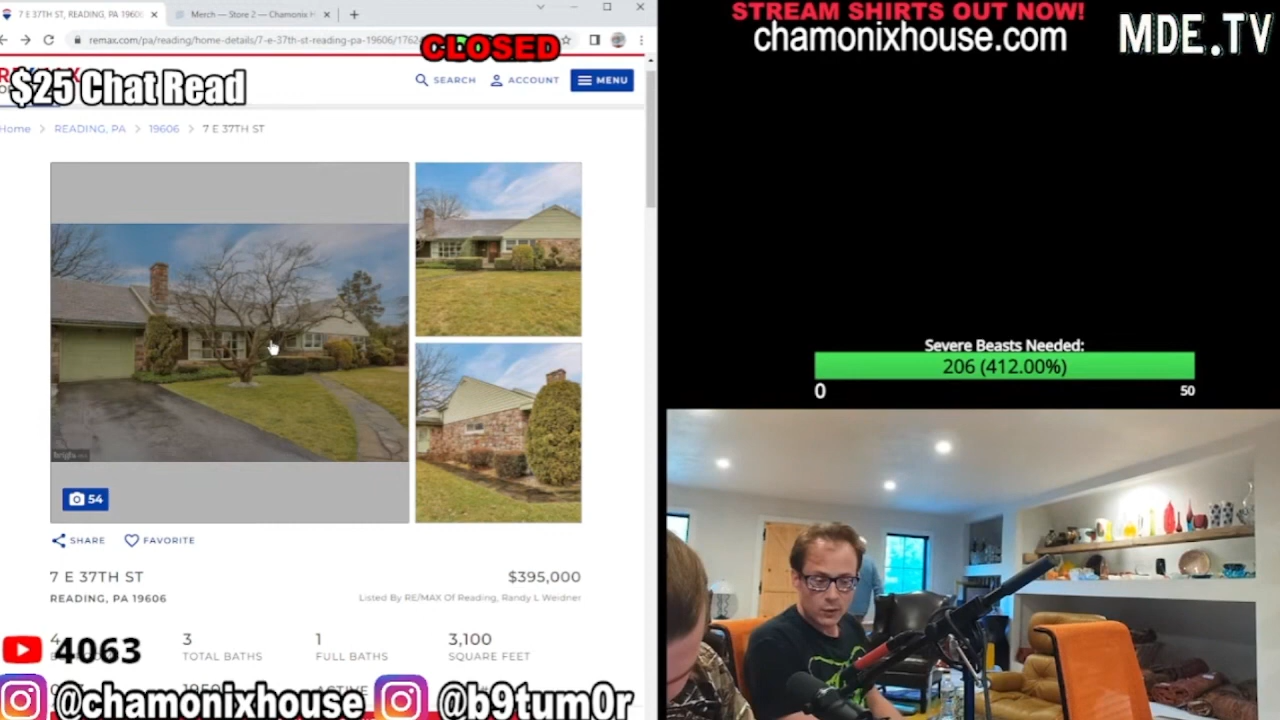 7 E 37TH ST, READING, PA 1960
Merch — Store 2 — Chamonix H
remax.com/pa/reading/home-details/7-e-37th-st-reading-pa-19606/1762
CLOSED
$25 Chat Read
SEARCH
ACCOUNT
MENU
Home > READING, PA > 19606 > 7 E 37TH ST
54
SHARE
FAVORITE
7 E 37TH ST
$395,000
READING, PA 19606
Listed By RE/MAX Of Reading, Randy L Weidner
4
3
1
3,100
TOTAL BATHS
FULL BATHS
SQUARE FEET
4063
@chamonixhouse
@b9tum0r
STREAM SHIRTS OUT NOW!
chamonixhouse.com
MDE.TV
Severe Beasts Needed:
206 (412.00%)
0
50